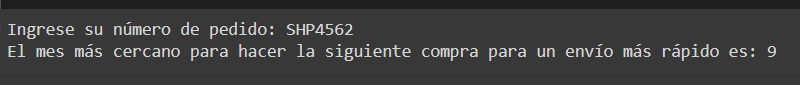 Ingrese su número de pedido: SHP4562
El mes más cercano para hacer la siguiente compra para un envío más rápido es: 9